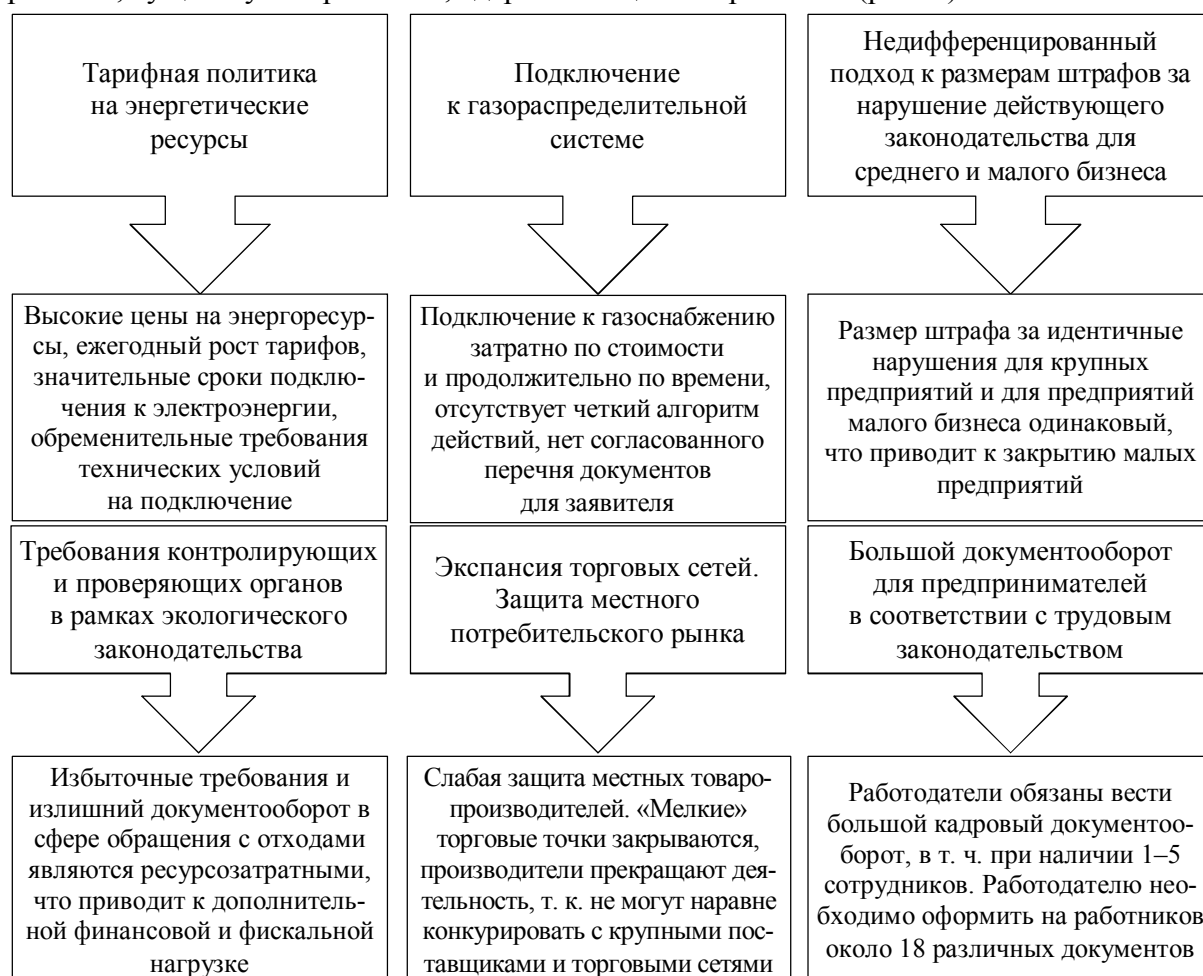 Тарифная политика
на энергетические
ресурсы
Подключение
к газораспределительной
системе
Недифференцированный
подход к размерам штрафов за
нарушение действующего
законодательства для
среднего и малого бизнеса
Высокие цены на энергоресур-
сы, ежегодный рост тарифов,
значительные сроки подклю-
чения к электроэнергии,
обременительные требования
технических условий
на подключение
Подключение к газоснабжению
затратно по стоимости
и продолжительно по времени,
отсутствует четкий алгоритм
действий, нет согласованного
перечня документов
для заявителя
Размер штрафа за идентичные
нарушения для крупных
предприятий и для предприятий
малого бизнеса одинаковый,
что приводит к закрытию малых
предприятий
Требования контролирующих
и проверяющих органов
в рамках экологического
законодательства
Экспансия торговых сетей.
Защита местного
потребительского рынка
Большой документооборот
для предпринимателей
в соответствии с трудовым
законодательством
Избыточные требования и
излишний документооборот в
сфере обращения с отходами
являются ресурсозатратными,
что приводит к дополнитель-
ной финансовой и фискальной
нагрузке
Слабая защита местных товаро-
производителей. «Мелкие»
торговые точки закрываются,
производители прекращают дея-
тельность, т. к. не могут наравне
конкурировать с крупными пос-
тавщиками и торговыми сетями
Работодатели обязаны вести
большой кадровый документоо-
борот, в т. ч. при наличии 1–5
сотрудников. Работодателю нео-
бходимо оформить на работников
около 18 различных документов